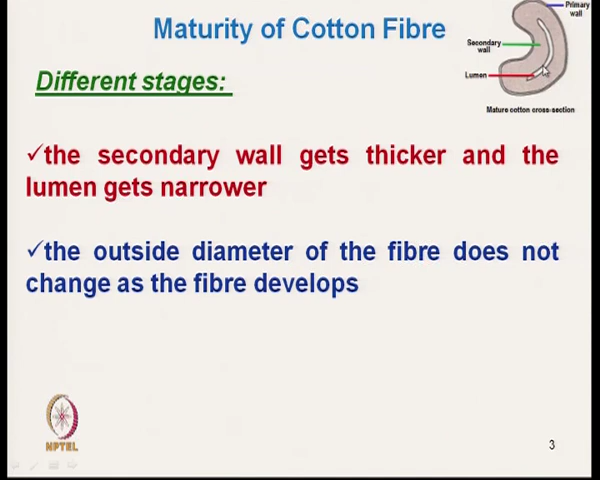 Maturity of Cotton Fibre
Primary
wall
Secondary
wall
Lumen
Mature cotton cross-section
Different stages:
✓the secondary wall gets thicker and the
lumen gets narrower
✓the outside diameter of the fibre does not
change as the fibre develops
NPTEL
3